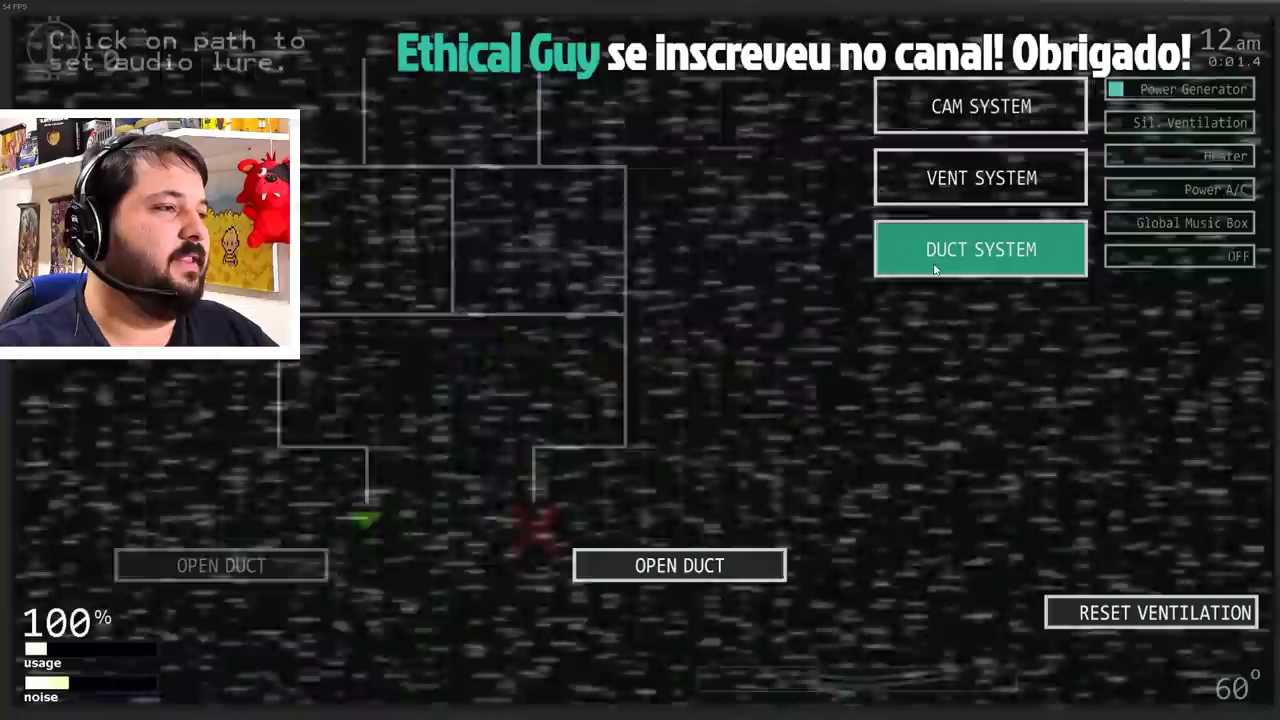 54 FPS
Click on path to
set audio lure.
Ethical Guy se inscreveu no canal! Obrigado!
12 am
0:01.4
CAM SYSTEM
VENT SYSTEM
DUCT SYSTEM
Power Generator
Sil. Ventilation
Heater
Power A/C
Global Music Box
OFF
OPEN DUCT
OPEN DUCT
RESET VENTILATION
100%
usage
noise
60°